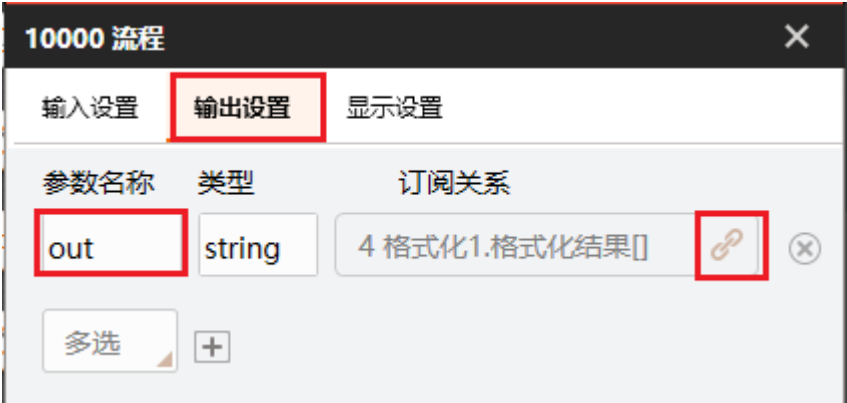 10000 流程
输入设置 输出设置 显示设置
参数名称 类型 订阅关系
out string 4 格式化1.格式化结果[]
多选